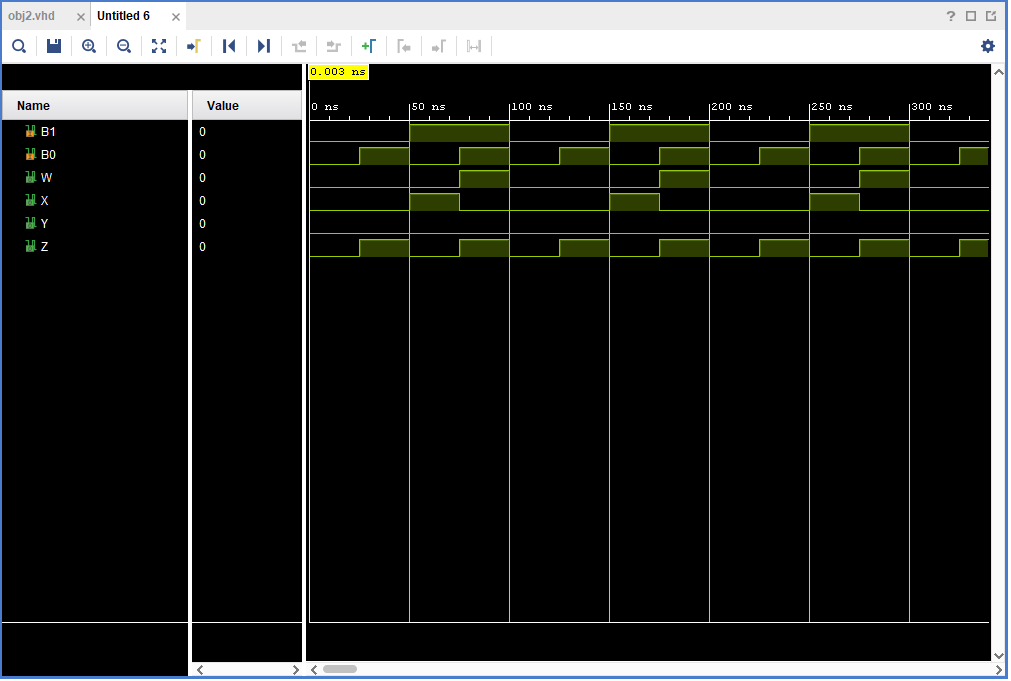 obj2.vhd Untitled 6 ?
0.003 ns
Name Value
0 ns 50 ns 100 ns 150 ns 200 ns 250 ns 300 ns
B1 0
B0 0
W 0
X 0
Y 0
Z 0